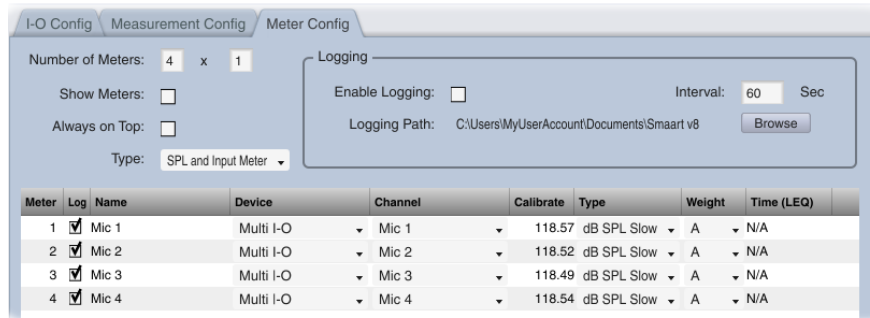 I-O Config Measurement Config Meter Config
Number of Meters: 4 x 1
Show Meters:
Always on Top:
Type: SPL and Input Meter
Logging
Enable Logging: Interval: 60 Sec
Logging Path: C:\Users\MyUserAccount\Documents\Smaart v8 Browse
Meter Log Name Device Channel Calibrate Type Weight Time (LEQ)
1 Mic 1 Multi I-O Mic 1 118.57 dB SPL Slow A N/A
2 Mic 2 Multi I-O Mic 2 118.52 dB SPL Slow A N/A
3 Mic 3 Multi I-O Mic 3 118.49 dB SPL Slow A N/A
4 Mic 4 Multi I-O Mic 4 118.54 dB SPL Slow A N/A